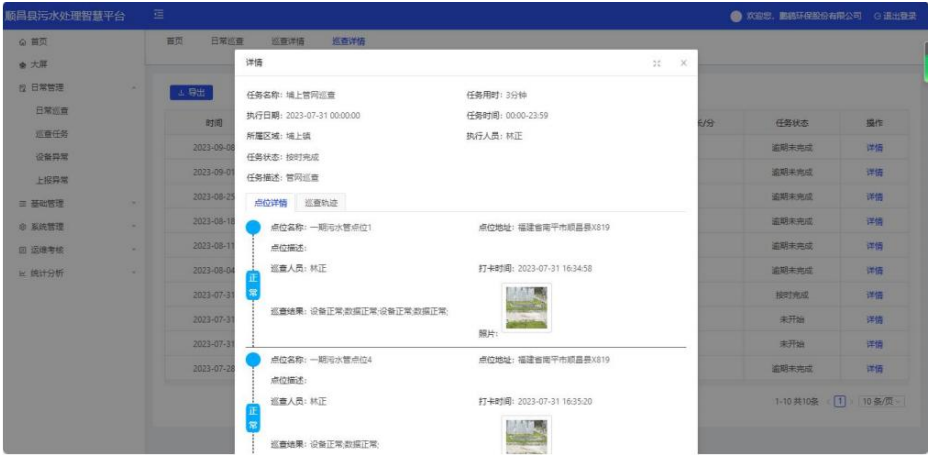 顺昌县污水处理智慧平台
欢迎您，鹏鹞环保股份有限公司 退出登录
首页
大屏
日常管理
日常巡查
巡查任务
设备异常
上报异常
基础管理
系统管理
运维考核
统计分析
首页 日常巡查 巡查详情 巡查详情
导出
时间 长/分 任务状态 操作
2023-09-08 逾期未完成 详情
2023-09-01 逾期未完成 详情
2023-08-25 逾期未完成 详情
2023-08-18 逾期未完成 详情
2023-08-11 逾期未完成 详情
2023-08-04 逾期未完成 详情
2023-07-31 按时完成 详情
2023-07-31 未开始 详情
2023-07-31 未开始 详情
2023-07-28 逾期未完成 详情
1-10 共10条 1 10 条/页
详情
任务名称：埔上管网巡查 任务用时：3分钟
执行日期：2023-07-31 00:00:00 任务时间：00:00-23:59
所属区域：埔上镇 执行人员：林正
任务状态：按时完成
任务描述：管网巡查
点位详情 巡查轨迹
点位名称：一期污水管点位1 点位地址：福建省南平市顺昌县X819
点位描述：
正常
巡查人员：林正 打卡时间：2023-07-31 16:34:58
巡查结果：设备正常;数据正常;设备正常;数据正常;
照片：
点位名称：一期污水管点位4 点位地址：福建省南平市顺昌县X819
点位描述：
正常
巡查人员：林正 打卡时间：2023-07-31 16:35:20
巡查结果：设备正常;数据正常;